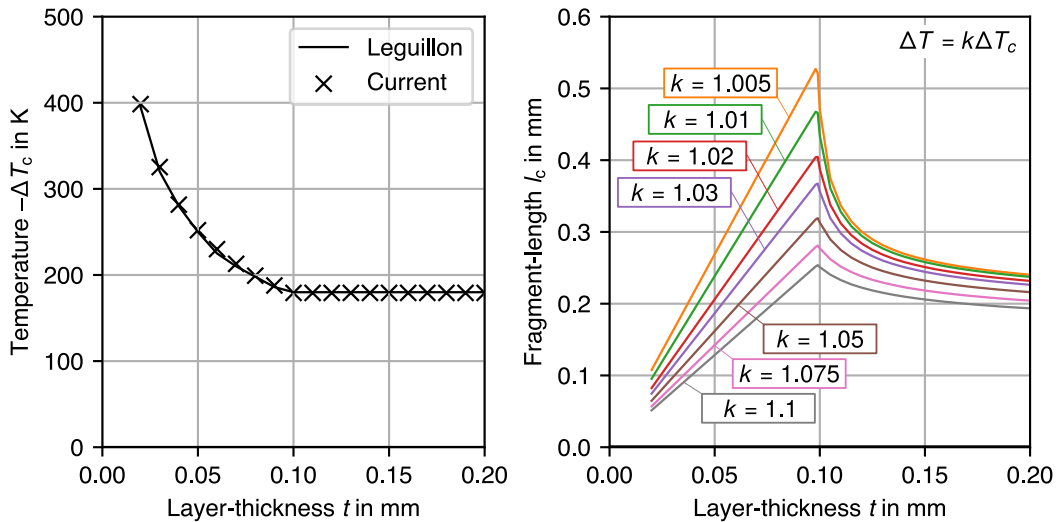 500
400
300
200
100
0
0.00 0.05 0.10 0.15 0.20
Temperature −ΔT_c in K
Layer-thickness t in mm
Leguillon
Current
0.6
0.5
0.4
0.3
0.2
0.1
0.0
0.00 0.05 0.10 0.15 0.20
Fragment-length l_c in mm
Layer-thickness t in mm
ΔT = kΔT_c
k = 1.005
k = 1.01
k = 1.02
k = 1.03
k = 1.05
k = 1.075
k = 1.1